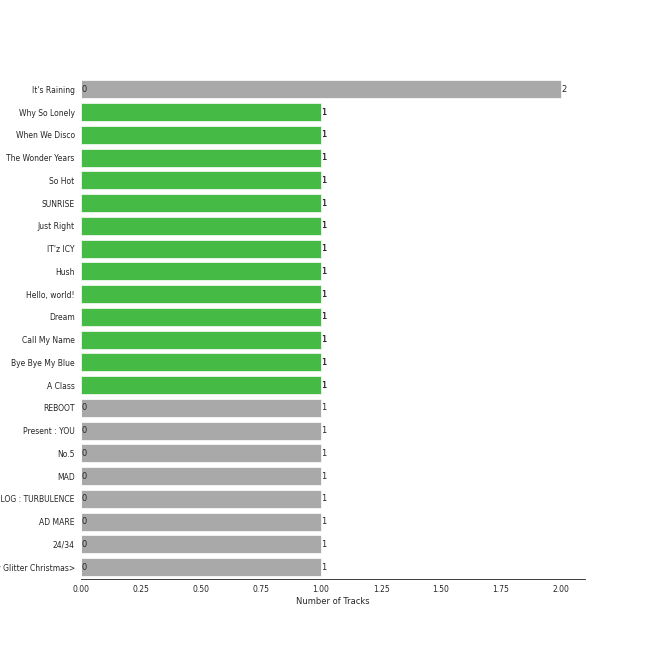 It's Raining 0 2
Why So Lonely 1
When We Disco 1
The Wonder Years 1
So Hot 1
SUNRISE 1
Just Right 1
IT'z ICY 1
Hush 1
Hello, world! 1
Dream 1
Call My Name 1
Bye Bye My Blue 1
A Class 1
REBOOT 0 1
Present : YOU 0 1
No.5 0 1
MAD 0 1
LOG : TURBULENCE 0 1
AD MARE 0 1
24/34 0 1
Glitter Christmas> 0 1
0.00 0.25 0.50 0.75 1.00 1.25 1.50 1.75 2.00
Number of Tracks